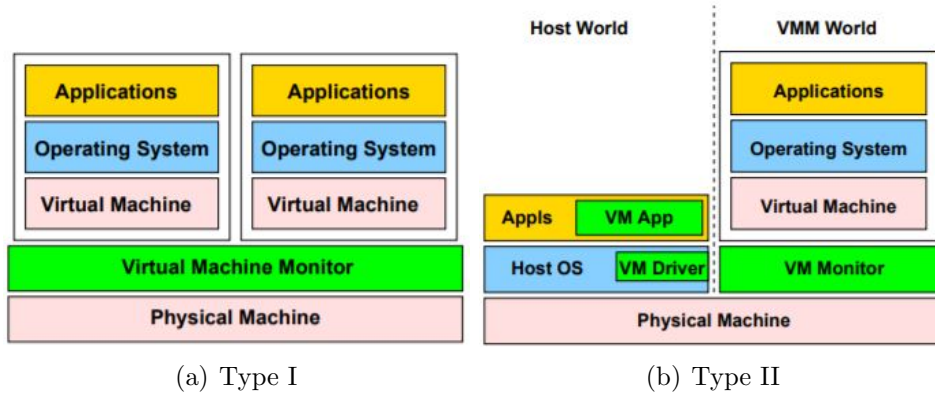 Host World
VMM World
Applications
Applications
Operating System
Operating System
Virtual Machine
Virtual Machine
Virtual Machine Monitor
Physical Machine
(a) Type I
Applications
Operating System
Virtual Machine
Appls
VM App
Host OS
VM Driver
VM Monitor
Physical Machine
(b) Type II